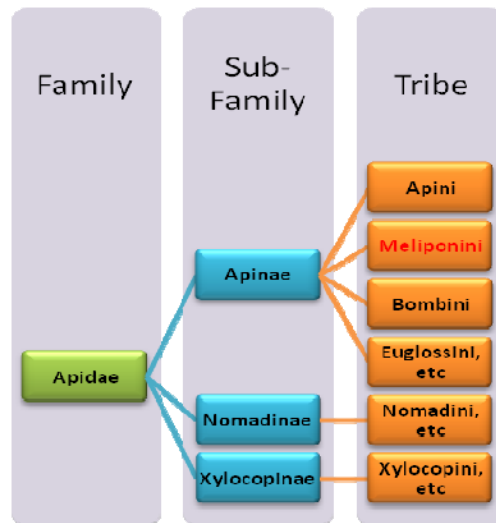 Family
Sub-
Family
Tribe
Apini
Meliponini
Apinae
Bombini
Euglossini,
etc
Apidae
Nomadinae
Nomadini,
etc
Xylocopinae
Xylocopini,
etc